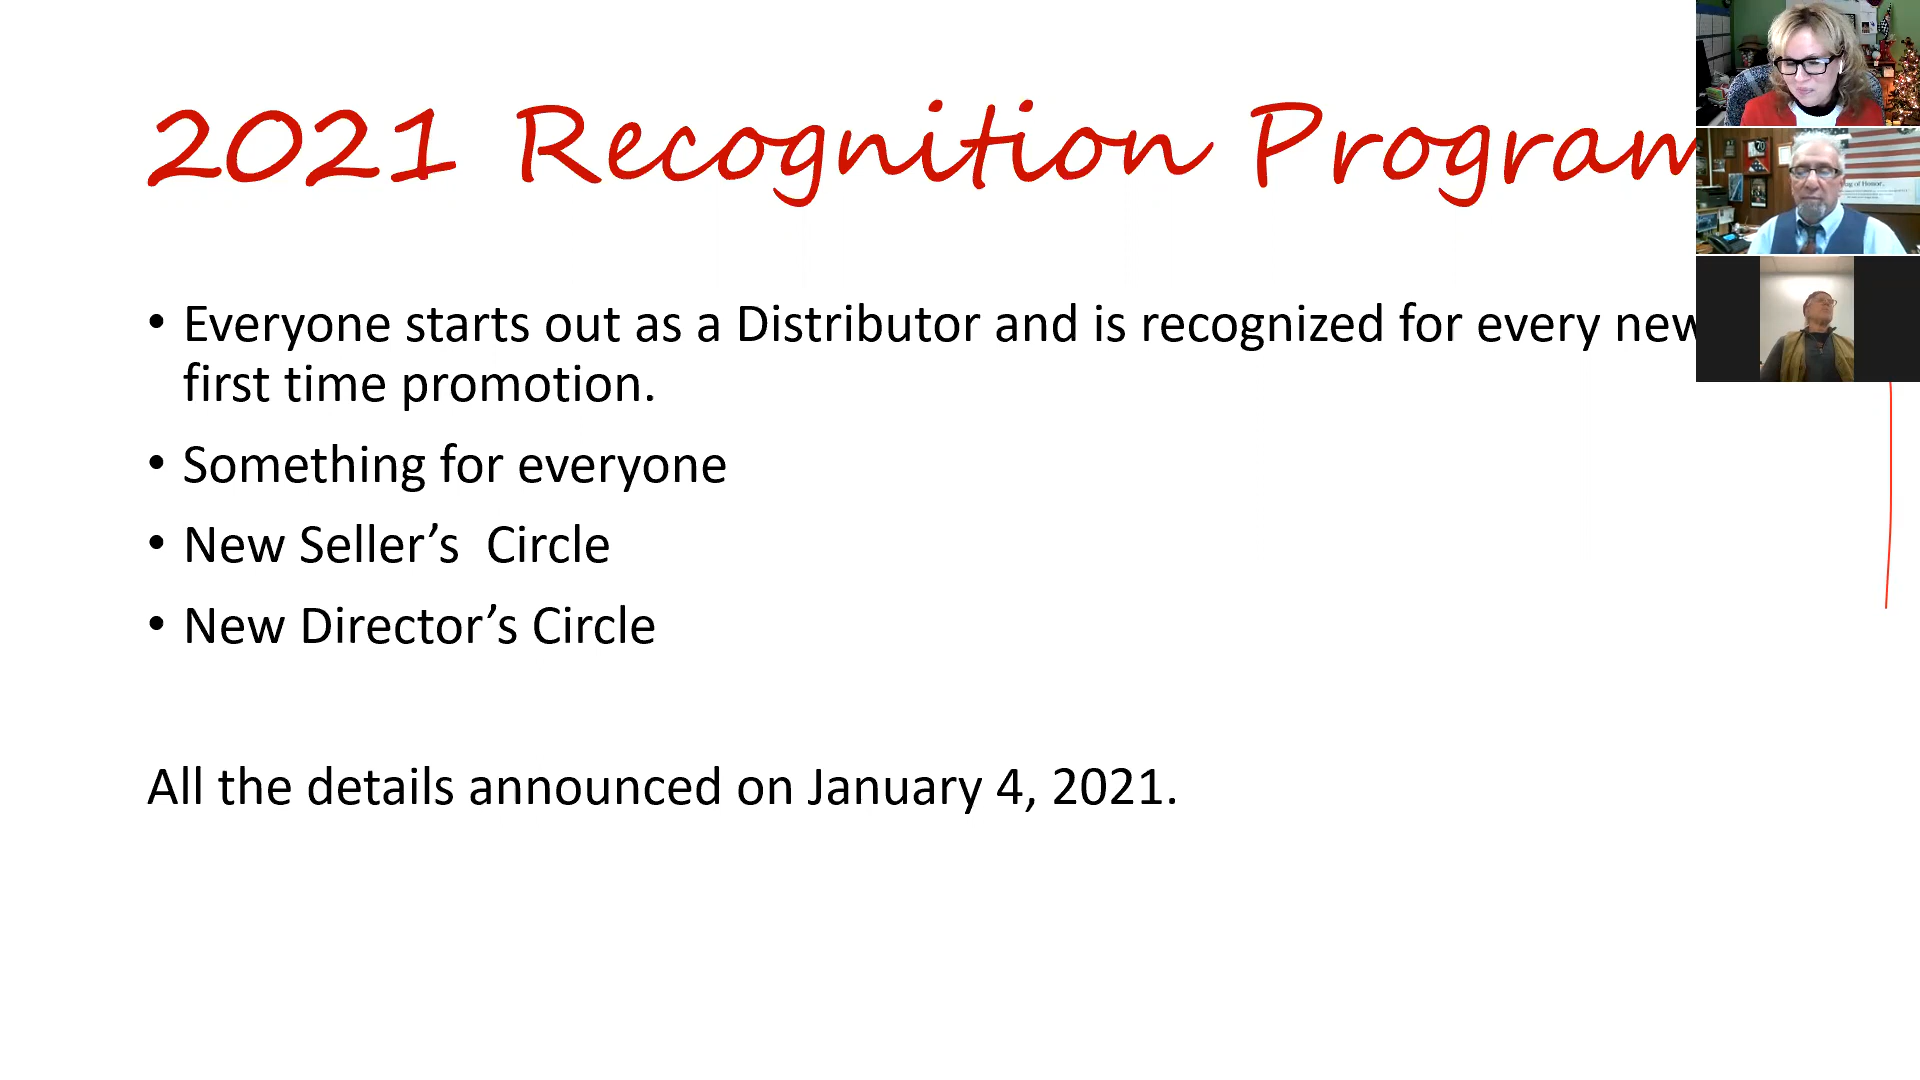 2021 Recognition Program
• Everyone starts out as a Distributor and is recognized for every new
first time promotion.
• Something for everyone
• New Seller’s  Circle
• New Director’s Circle
All the details announced on January 4, 2021.